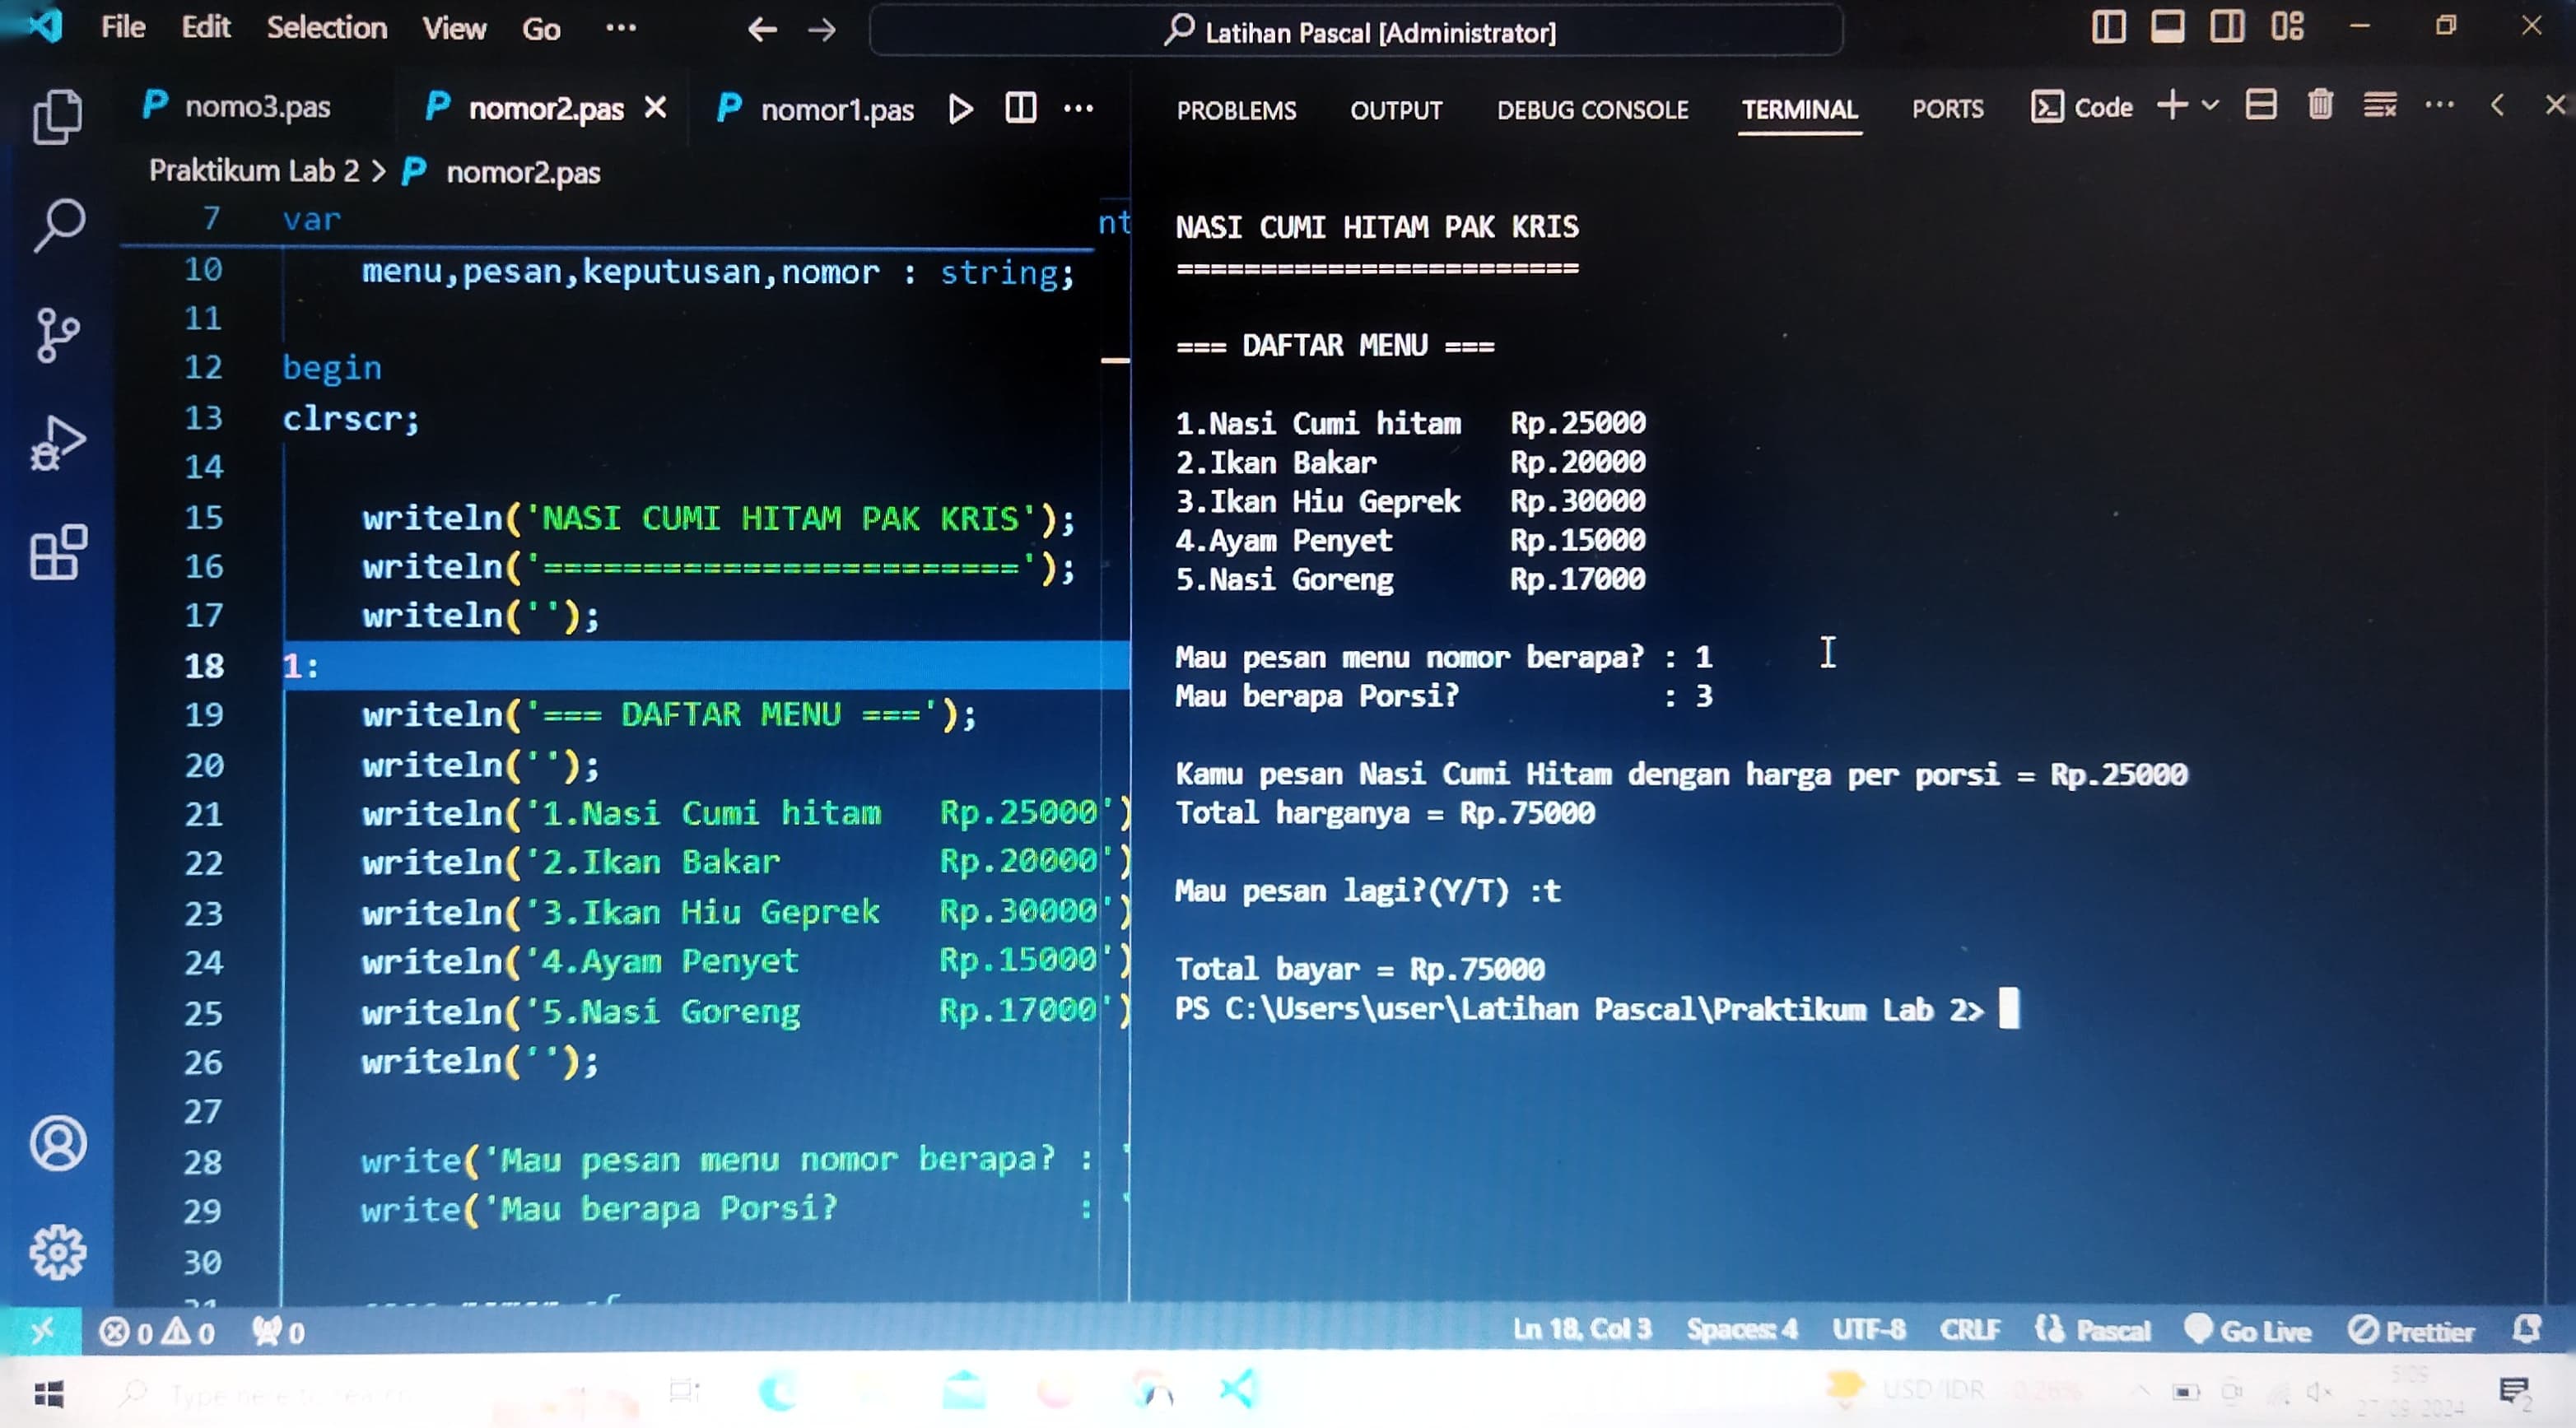 File Edit Selection View Go ... Latihan Pascal [Administrator]
nomo3.pas nomor2.pas nomor1.pas ...
Praktikum Lab 2 > nomor2.pas
7 var
10 menu,pesan,keputusan,nomor : string;
11
12 begin
13 clrscr;
14
15 writeln('NASI CUMI HITAM PAK KRIS');
16 writeln('========================');
17 writeln('');
18 1:
19 writeln('=== DAFTAR MENU ===');
20 writeln('');
21 writeln('1.Nasi Cumi hitam   Rp.25000')
22 writeln('2.Ikan Bakar        Rp.20000')
23 writeln('3.Ikan Hiu Geprek   Rp.30000')
24 writeln('4.Ayam Penyet       Rp.15000')
25 writeln('5.Nasi Goreng       Rp.17000')
26 writeln('');
27
28 write('Mau pesan menu nomor berapa? : '
29 write('Mau berapa Porsi?            : '
30
PROBLEMS OUTPUT DEBUG CONSOLE TERMINAL PORTS Code ...
NASI CUMI HITAM PAK KRIS
========================
=== DAFTAR MENU ===
1.Nasi Cumi hitam   Rp.25000
2.Ikan Bakar        Rp.20000
3.Ikan Hiu Geprek   Rp.30000
4.Ayam Penyet       Rp.15000
5.Nasi Goreng       Rp.17000
Mau pesan menu nomor berapa? : 1
Mau berapa Porsi?            : 3
Kamu pesan Nasi Cumi Hitam dengan harga per porsi = Rp.25000
Total harganya = Rp.75000
Mau pesan lagi?(Y/T) :t
Total bayar = Rp.75000
PS C:\Users\user\Latihan Pascal\Praktikum Lab 2>
0 0 0 Ln 18, Col 3 Spaces: 4 UTF-8 CRLF Pascal Go Live Prettier
Type here to USD/IDR